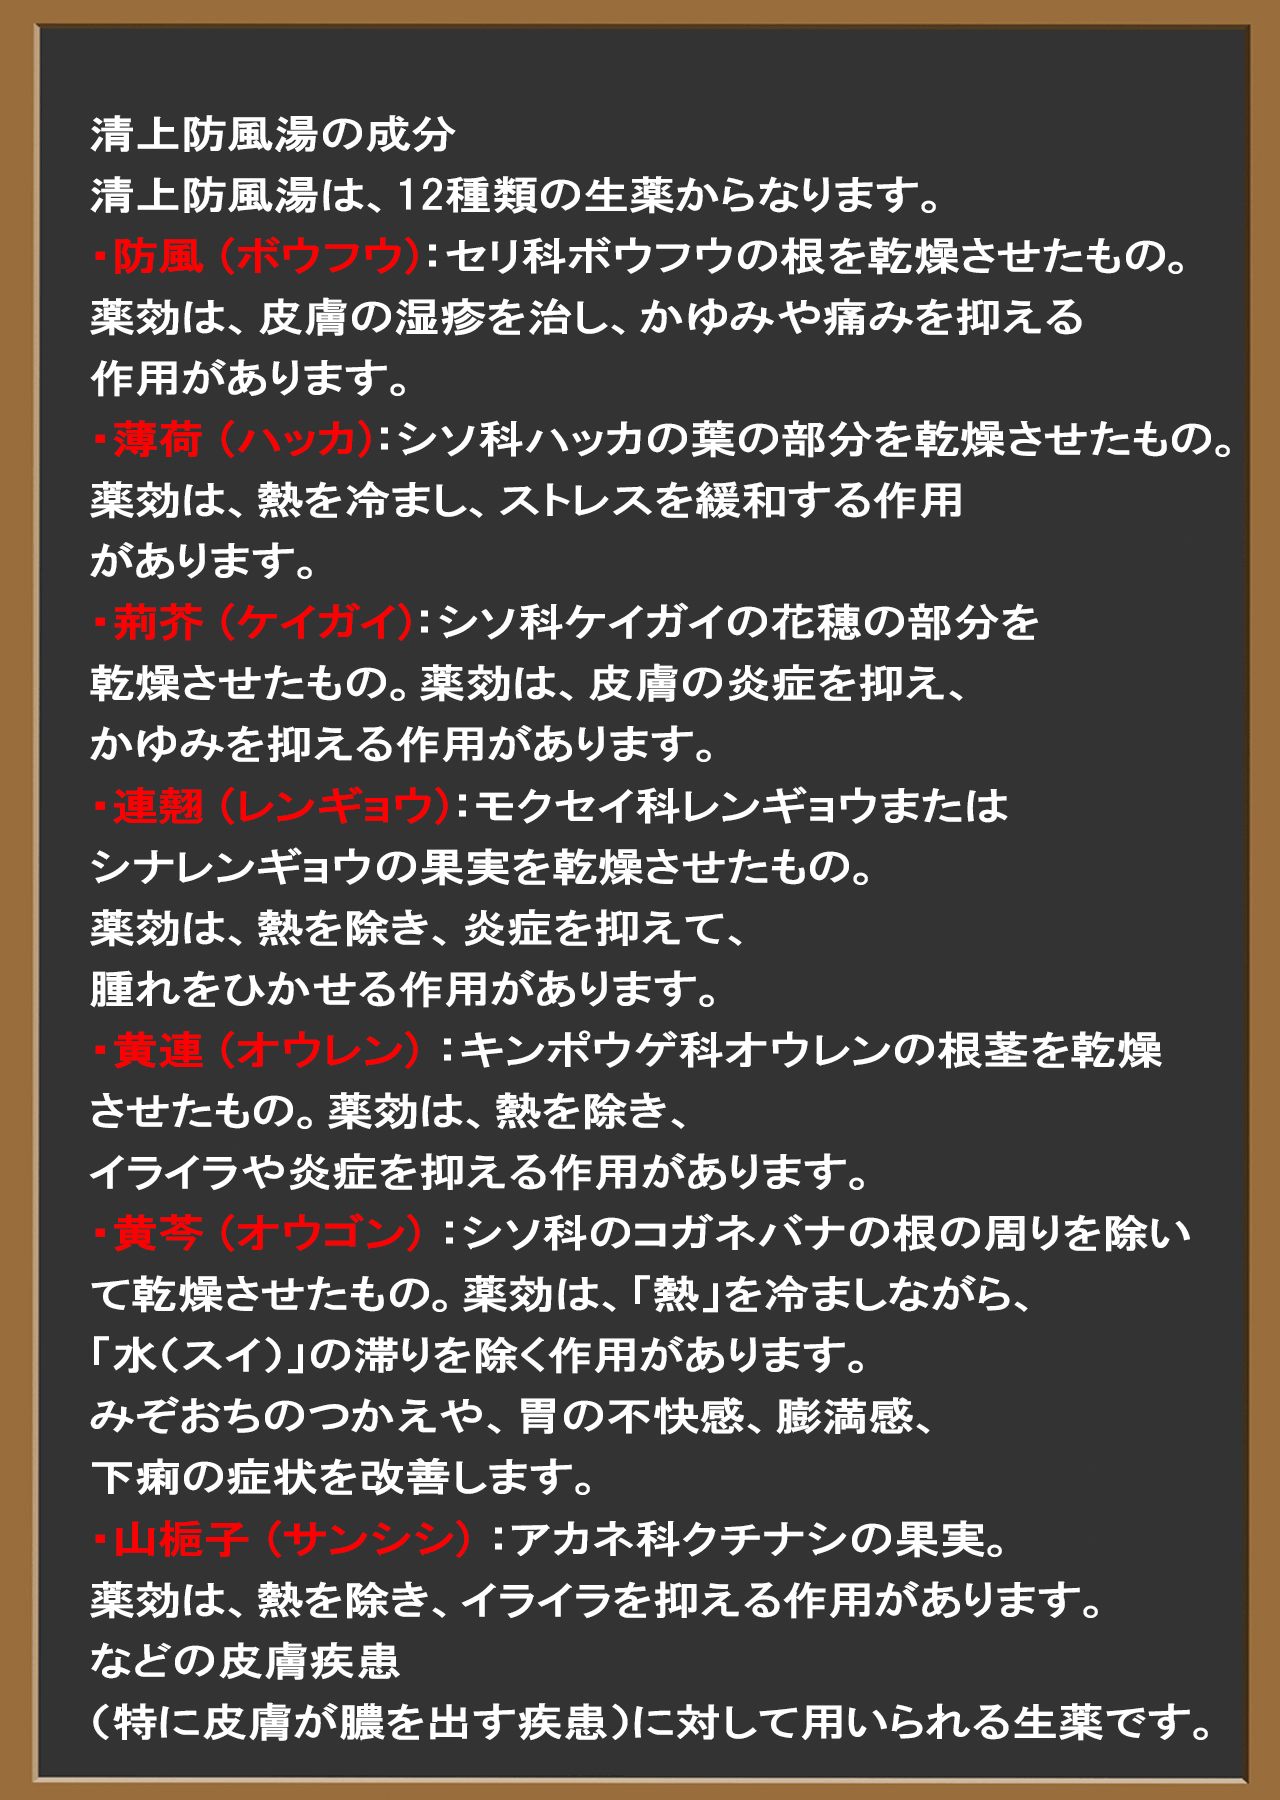 清上防風湯の成分
清上防風湯は、12種類の生薬からなります。
・防風（ボウフウ）：セリ科ボウフウの根を乾燥させたもの。
薬効は、皮膚の湿疹を治し、かゆみや痛みを抑える
作用があります。
・薄荷（ハッカ）：シソ科ハッカの葉の部分を乾燥させたもの。
薬効は、熱を冷まし、ストレスを緩和する作用
があります。
・荊芥（ケイガイ）：シソ科ケイガイの花穂の部分を
乾燥させたもの。薬効は、皮膚の炎症を抑え、
かゆみを抑える作用があります。
・連翹（レンギョウ）：モクセイ科レンギョウまたは
シナレンギョウの果実を乾燥させたもの。
薬効は、熱を除き、炎症を抑えて、
腫れをひかせる作用があります。
・黄連（オウレン）：キンポウゲ科オウレンの根茎を乾燥
させたもの。薬効は、熱を除き、
イライラや炎症を抑える作用があります。
・黄芩（オウゴン）：シソ科のコガネバナの根の周りを除い
て乾燥させたもの。薬効は、「熱」を冷ましながら、
「水（スイ）」の滞りを除く作用があります。
みぞおちのつかえや、胃の不快感、膨満感、
下痢の症状を改善します。
・山梔子（サンシシ）：アカネ科クチナシの果実。
薬効は、熱を除き、イライラを抑える作用があります。
などの皮膚疾患
（特に皮膚が膿を出す疾患）に対して用いられる生薬です。